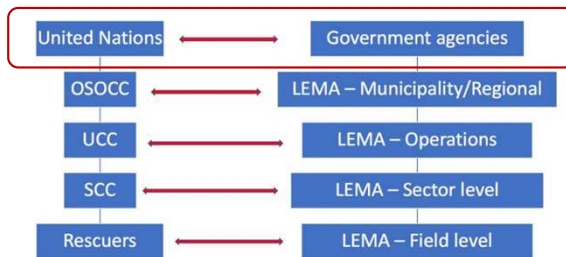 United Nations
Government agencies
OSOCC
LEMA – Municipality/Regional
UCC
LEMA – Operations
SCC
LEMA – Sector level
Rescuers
LEMA – Field level